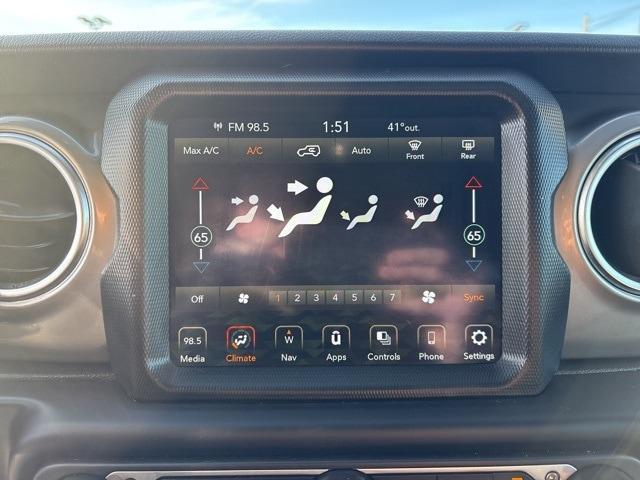 FM 98.5 1:51 41° out.
Max A/C A/C Auto Front Rear
65 65
Off 1 2 3 4 5 6 7 Sync
98.5 W ū
Media Climate Nav Apps Controls Phone Settings